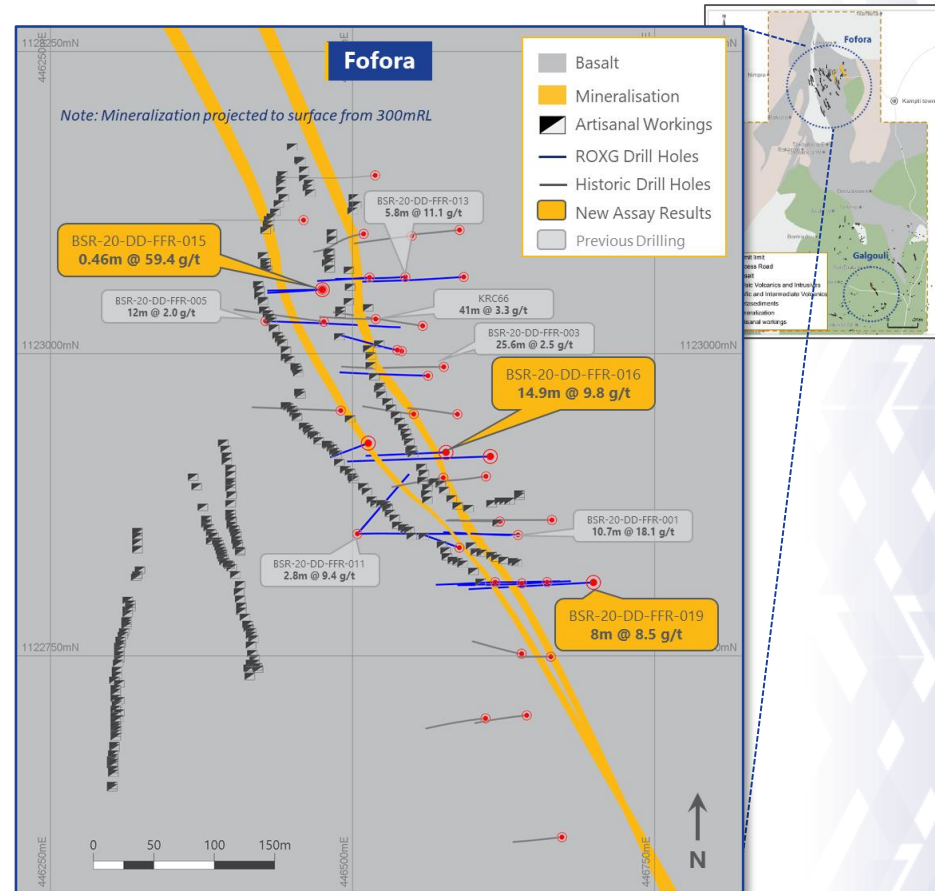 Fofora
Note: Mineralization projected to surface from 300mRL
Basalt
Mineralisation
Artisanal Workings
ROXG Drill Holes
Historic Drill Holes
New Assay Results
Previous Drilling
1123250mN
446250mE
BSR-20-DD-FFR-013
5.8m @ 11.1 g/t
BSR-20-DD-FFR-015
0.46m @ 59.4 g/t
BSR-20-DD-FFR-005
12m @ 2.0 g/t
KRC66
41m @ 3.3 g/t
BSR-20-DD-FFR-003
25.6m @ 2.5 g/t
1123000mN
1123000mN
BSR-20-DD-FFR-016
14.9m @ 9.8 g/t
BSR-20-DD-FFR-001
10.7m @ 18.1 g/t
BSR-20-DD-FFR-011
2.8m @ 9.4 g/t
BSR-20-DD-FFR-019
8m @ 8.5 g/t
1122750mN
0 50 100 150m
N
446250mE
446500mE
446750mE
Fofora
Kampti town
Galgouli